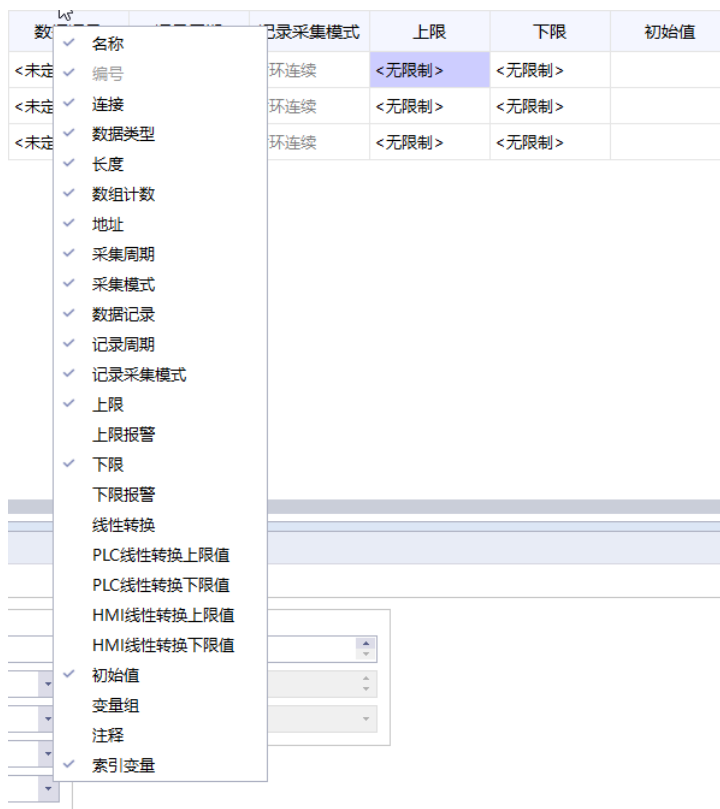 数 记录采集模式 上限 下限 初始值
<未定 环连续 <无限制> <无限制>
<未定 环连续 <无限制> <无限制>
<未定 环连续 <无限制> <无限制>
名称
编号
连接
数据类型
长度
数组计数
地址
采集周期
采集模式
数据记录
记录周期
记录采集模式
上限
上限报警
下限
下限报警
线性转换
PLC线性转换上限值
PLC线性转换下限值
HMI线性转换上限值
HMI线性转换下限值
初始值
变量组
注释
索引变量